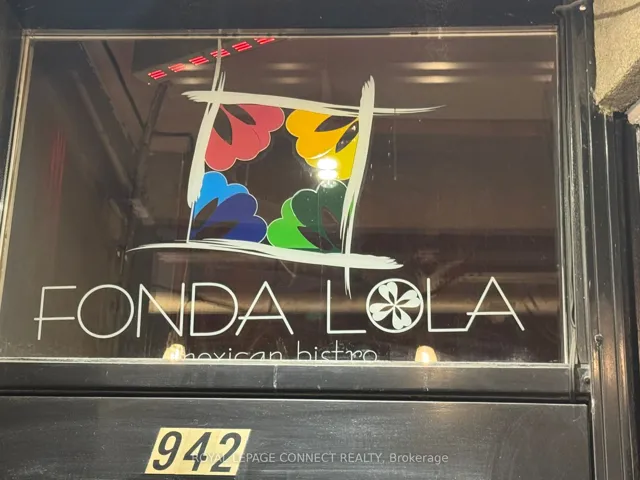 FONDA LOLA
mexican bistro
942
ROYAL LEPAGE CONNECT REALTY, Brokerage